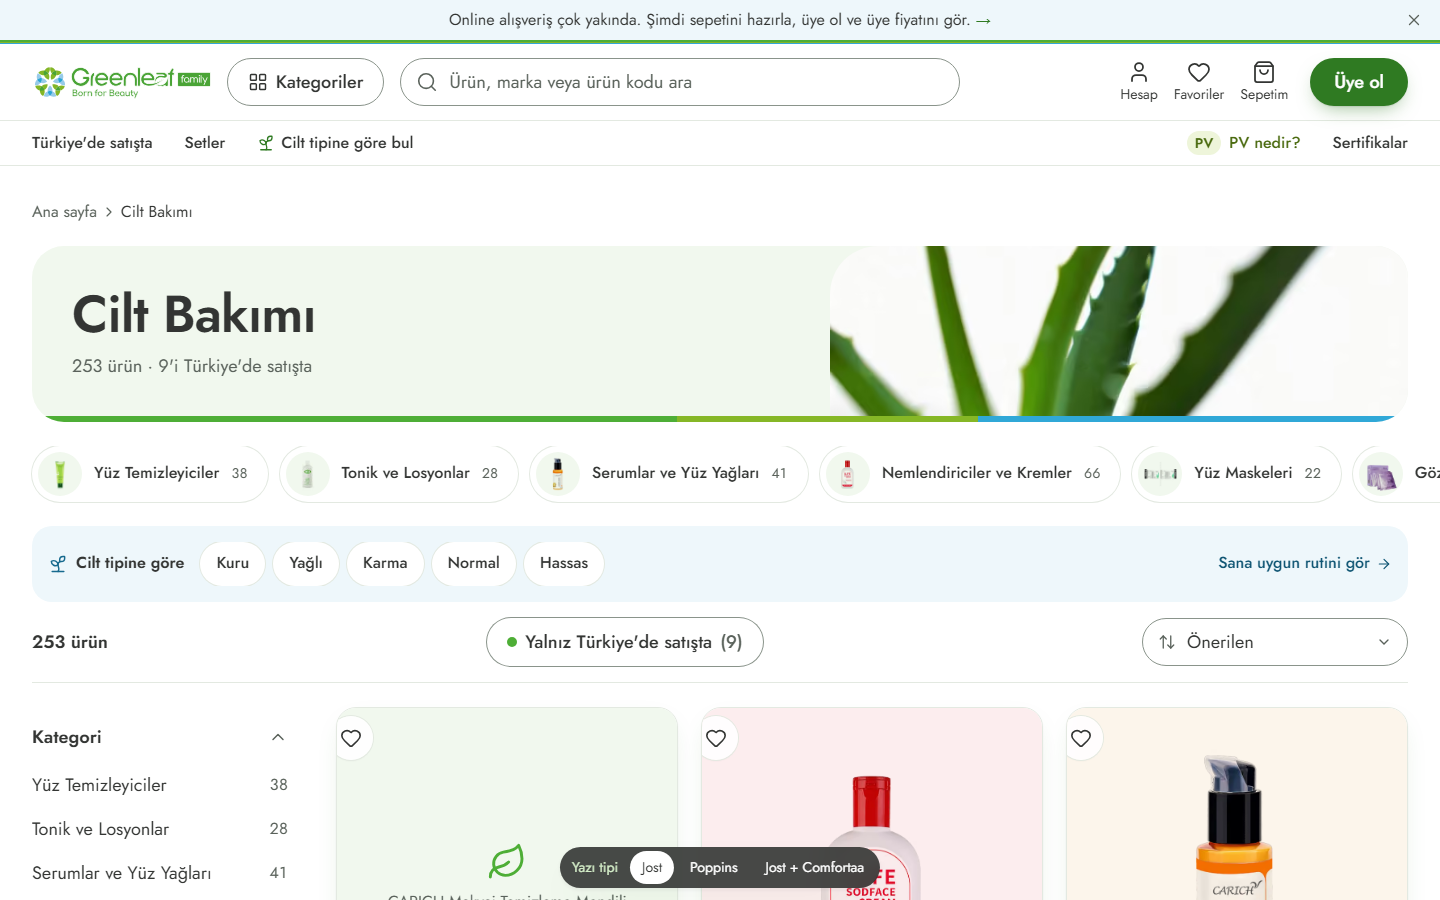 Online alışveriş çok yakında. Şimdi sepetini hazırla, üye ol ve üye fiyatını gör. →
Greenleaf family
Born for Beauty
Kategoriler
Ürün, marka veya ürün kodu ara
Hesap
Favoriler
Sepetim
Üye ol
Türkiye'de satışta
Setler
Cilt tipine göre bul
PV PV nedir?
Sertifikalar
Ana sayfa > Cilt Bakımı
Cilt Bakımı
253 ürün · 9'i Türkiye'de satışta
Yüz Temizleyiciler 38
Tonik ve Losyonlar 28
Serumlar ve Yüz Yağları 41
Nemlendiriciler ve Kremler 66
Yüz Maskeleri 22
Göz
Cilt tipine göre
Kuru
Yağlı
Karma
Normal
Hassas
Sana uygun rutini gör →
253 ürün
Yalnız Türkiye'de satışta (9)
Önerilen
Kategori
Yüz Temizleyiciler 38
Tonik ve Losyonlar 28
Serumlar ve Yüz Yağları 41
SODFACE
CARICH
Yazı tipi
Jost
Poppins
Jost + Comfortaa